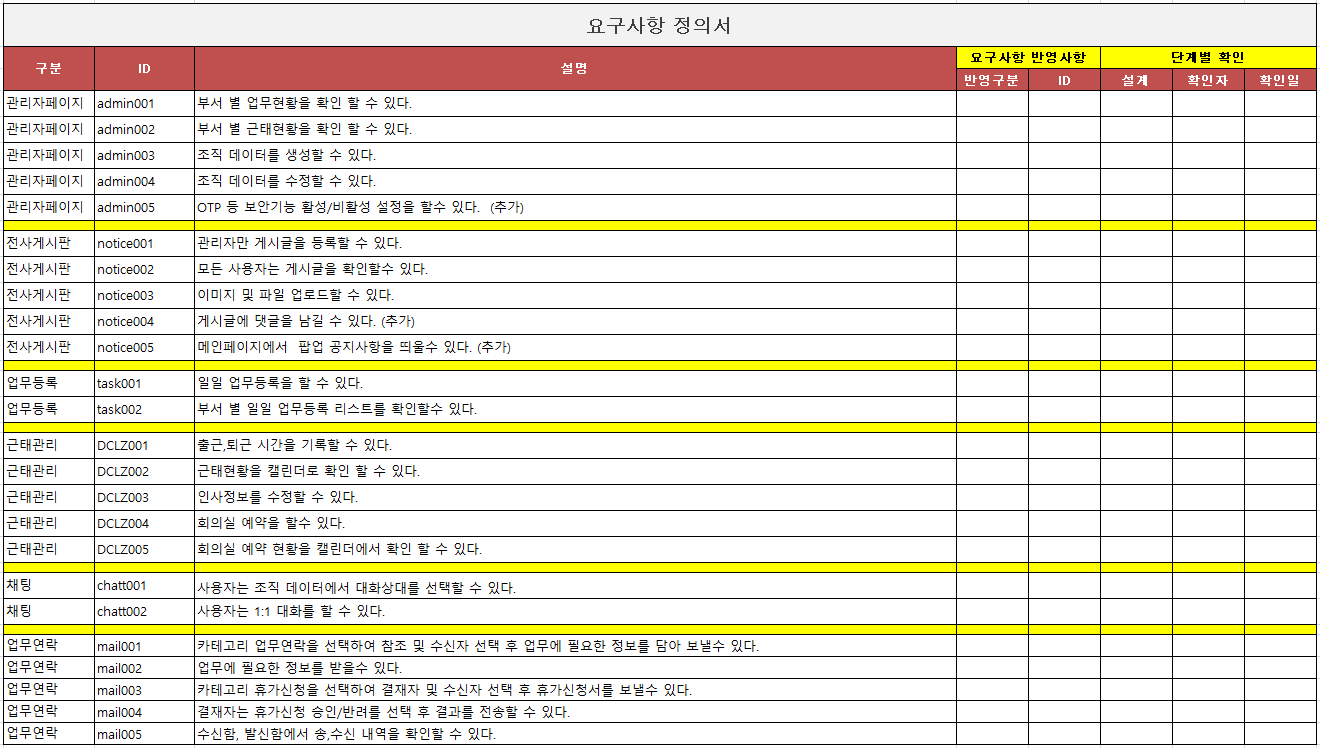 요구사항 정의서
구분 ID 설명 요구사항 반영사항 단계별 확인
반영구분 ID 설계 확인자 확인일
관리자페이지 admin001 부서 별 업무현황을 확인 할 수 있다.
관리자페이지 admin002 부서 별 근태현황을 확인 할 수 있다.
관리자페이지 admin003 조직 데이터를 생성할 수 있다.
관리자페이지 admin004 조직 데이터를 수정할 수 있다.
관리자페이지 admin005 OTP 등 보안기능 활성/비활성 설정을 할수 있다. (추가)
전사게시판 notice001 관리자만 게시글을 등록할 수 있다.
전사게시판 notice002 모든 사용자는 게시글을 확인할수 있다.
전사게시판 notice003 이미지 및 파일 업로드할 수 있다.
전사게시판 notice004 게시글에 댓글을 남길 수 있다. (추가)
전사게시판 notice005 메인페이지에서 팝업 공지사항을 띄울수 있다. (추가)
업무등록 task001 일일 업무등록을 할 수 있다.
업무등록 task002 부서 별 일일 업무등록 리스트를 확인할수 있다.
근태관리 DCLZ001 출근,퇴근 시간을 기록할 수 있다.
근태관리 DCLZ002 근태현황을 캘린더로 확인 할 수 있다.
근태관리 DCLZ003 인사정보를 수정할 수 있다.
근태관리 DCLZ004 회의실 예약을 할수 있다.
근태관리 DCLZ005 회의실 예약 현황을 캘린더에서 확인 할 수 있다.
채팅 chatt001 사용자는 조직 데이터에서 대화상대를 선택할 수 있다.
채팅 chatt002 사용자는 1:1 대화를 할 수 있다.
업무연락 mail001 카테고리 업무연락을 선택하여 참조 및 수신자 선택 후 업무에 필요한 정보를 담아 보낼수 있다.
업무연락 mail002 업무에 필요한 정보를 받을수 있다.
업무연락 mail003 카테고리 휴가신청을 선택하여 결재자 및 수신자 선택 후 휴가신청서를 보낼수 있다.
업무연락 mail004 결재자는 휴가신청 승인/반려를 선택 후 결과를 전송할 수 있다.
업무연락 mail005 수신함, 발신함에서 송,수신 내역을 확인할 수 있다.